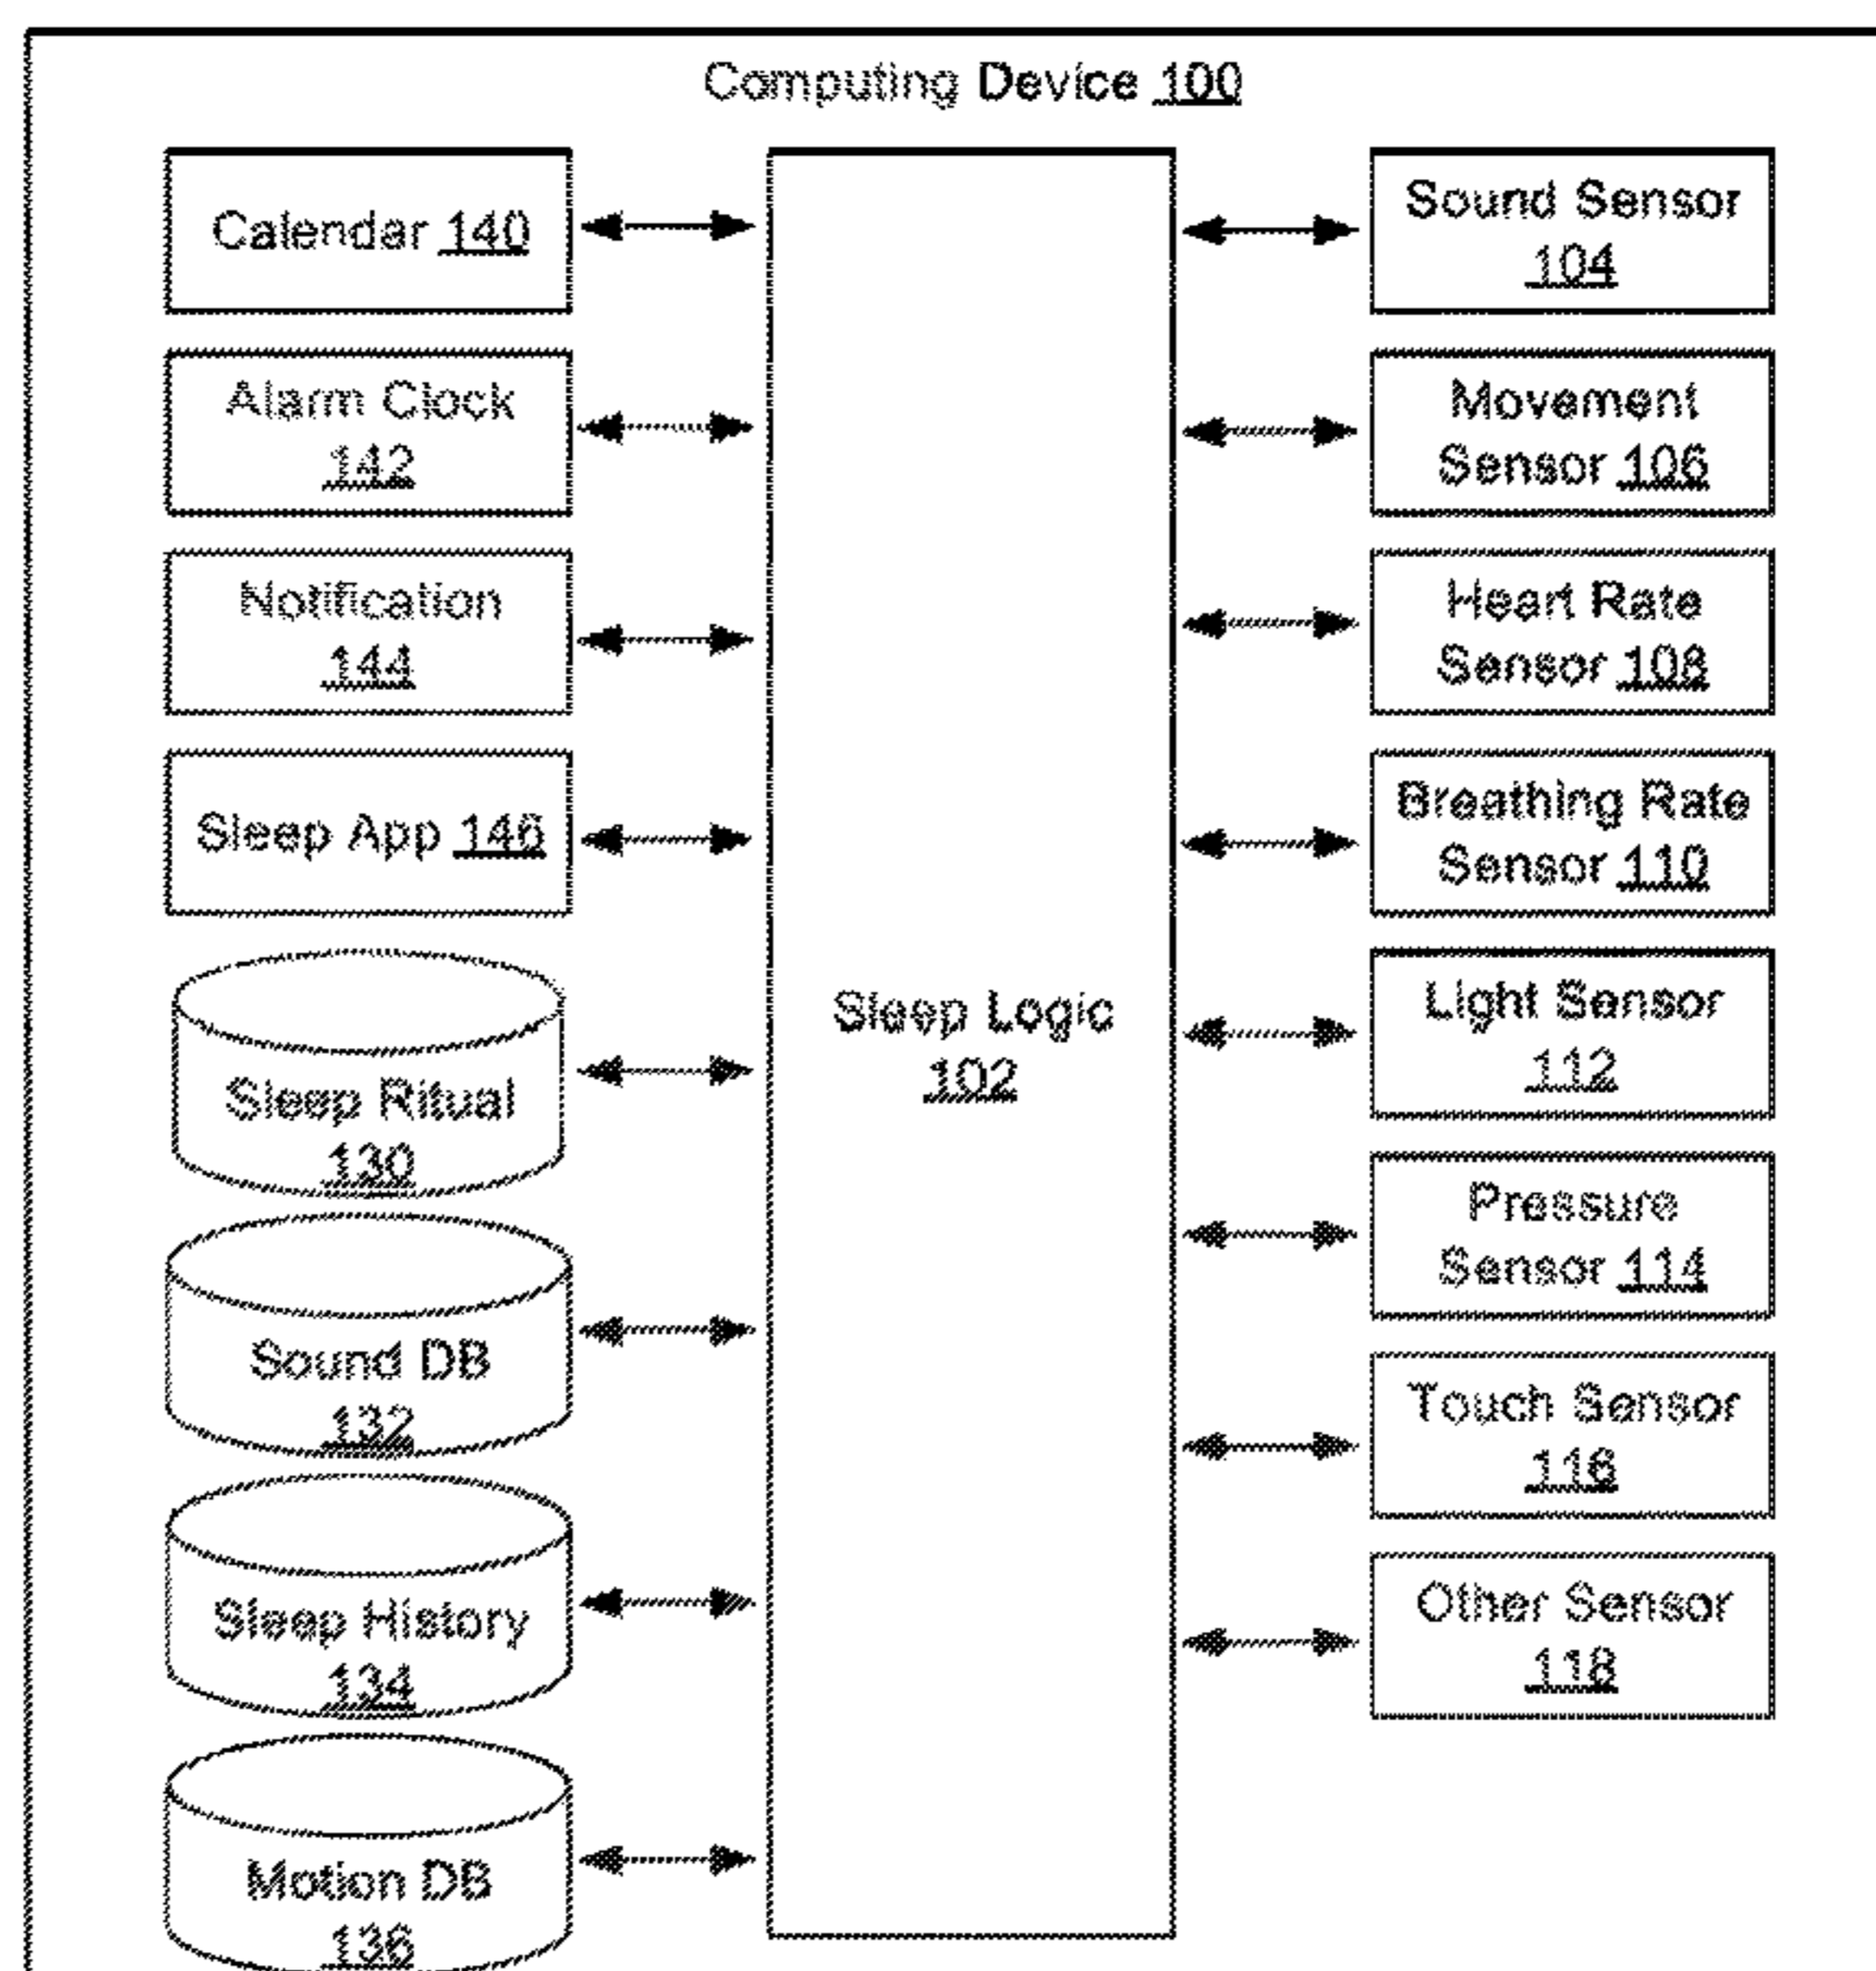 Computing Device 100
Calendar 140
Alarm Clock
142
Notification
144
Sleep App 146
Sleep Ritual
130
Sound DB
132
Sleep History
134
Motion DB
136
Sleep Logic
102
Sound Sensor
104
Movement
Sensor 106
Heart Rate
Sensor 108
Breathing Rate
Sensor 110
Light Sensor
112
Pressure
Sensor 114
Touch Sensor
116
Other Sensor
118